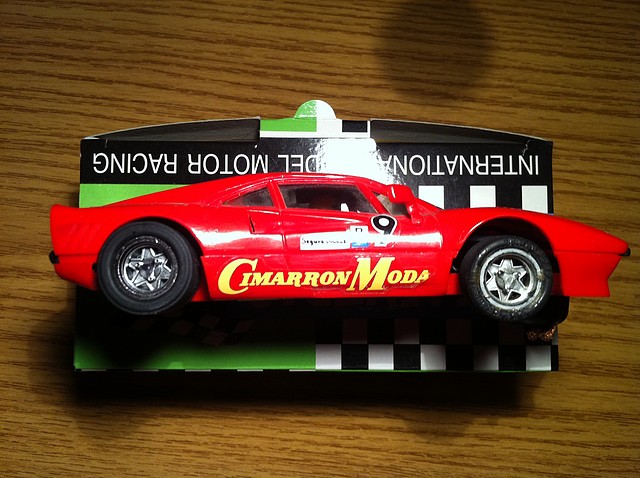 INTERNATIONAL MODEL MOTOR RACING
9
CIMARRON MODA